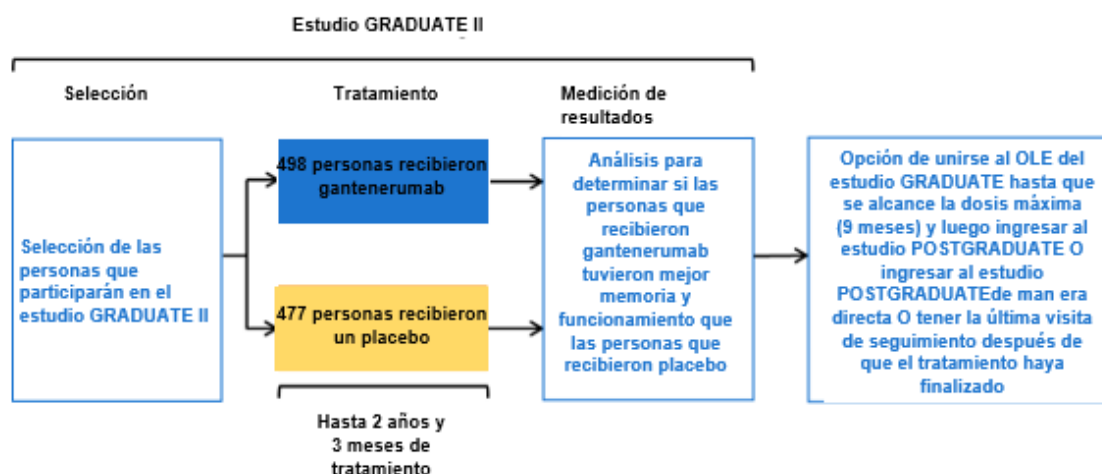 Estudio GRADUATE II
Selección
Tratamiento
Medición de
resultados
Selección de las
personas que
participarán en el
estudio GRADUATE II
498 personas recibieron
gantenerumab
477 personas recibieron
un placebo
Hasta 2 años y
3 meses de
tratamiento
Análisis para
determinar si las
personas que
recibieron
gantenerumab
tuvieron mejor
memoria y
funcionamiento que
las personas que
recibieron placebo
Opción de unirse al OLE del
estudio GRADUATE hasta que
se alcance la dosis máxima
(9 meses) y luego ingresar al
estudio POSTGRADUATE O
ingresar al estudio
POSTGRADUATEde man era
directa O tener la última visita
de seguimiento después de
que el tratamiento haya
finalizado